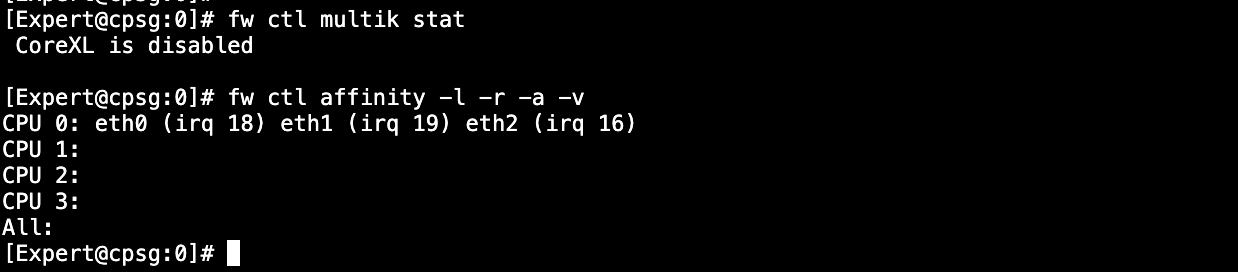 [Expert@cpsg:0]# fw ctl multik stat
CoreXL is disabled
[Expert@cpsg:0]# fw ctl affinity -l -r -a -v
CPU 0: eth0 (irq 18) eth1 (irq 19) eth2 (irq 16)
CPU 1:
CPU 2:
CPU 3:
All:
[Expert@cpsg:0]#